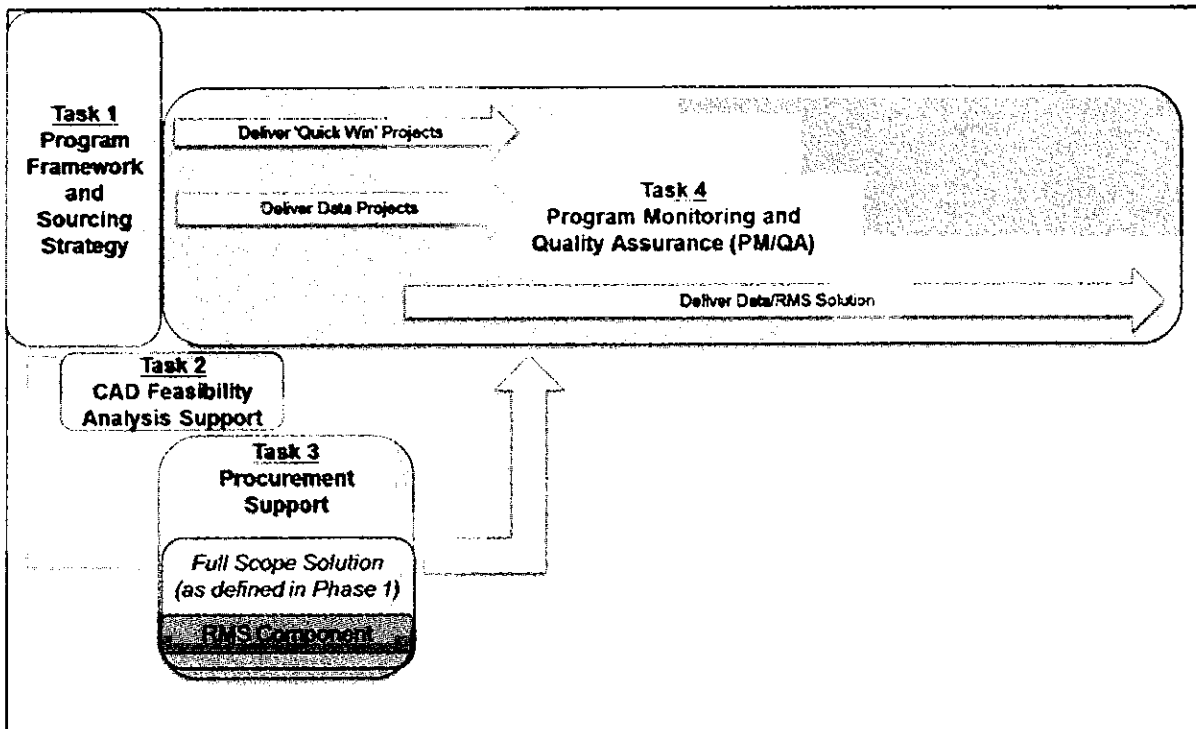 Task 1
Program
Framework
and
Sourcing
Strategy
Deliver 'Quick Win' Projects
Deliver Data Projects
Task 4
Program Monitoring and
Quality Assurance (PM/QA)
Deliver Data/RMS Solution
Task 2
CAD Feasibility
Analysis Support
Task 3
Procurement
Support
Full Scope Solution
(as defined in Phase 1)
RMS Component